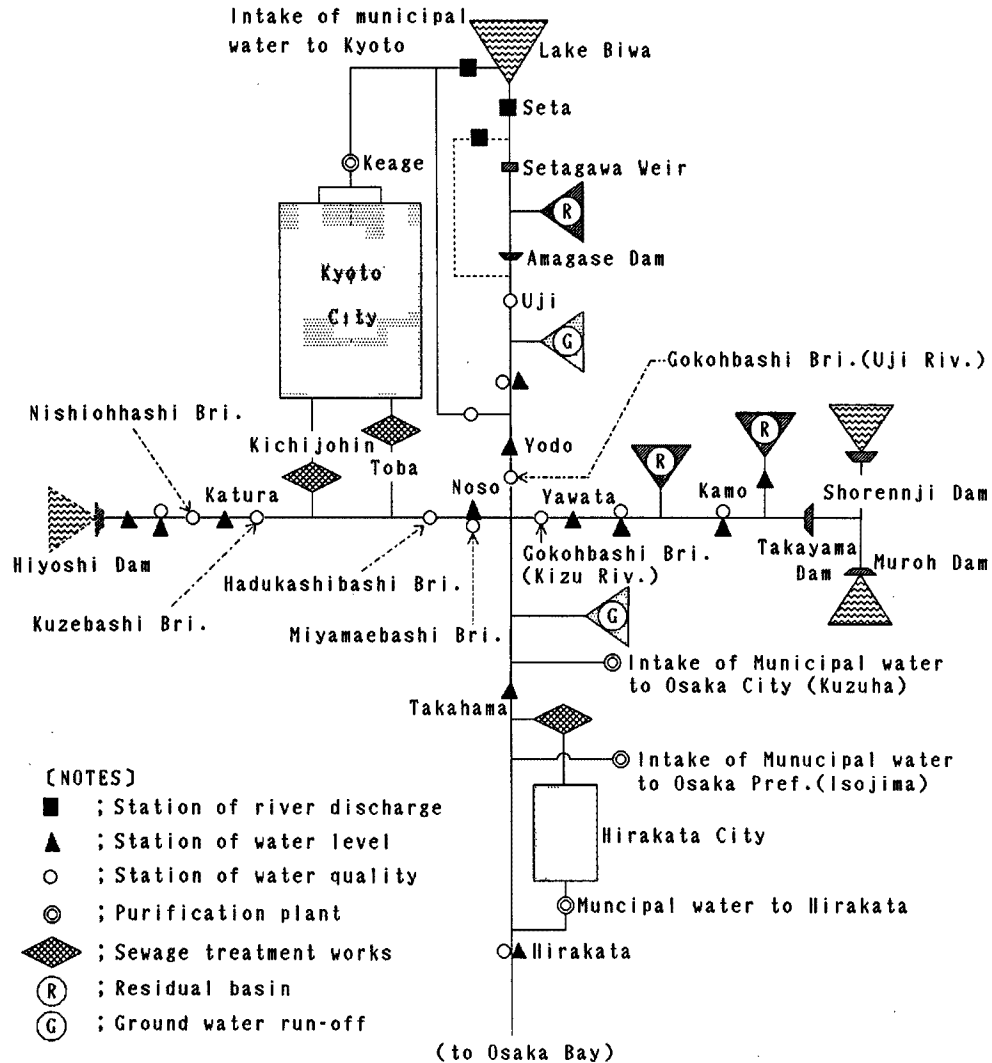 Intake of municipal
water to Kyoto
Lake Biwa
Seta
Keage
Setagawa Weir
R
Amagase Dam
Kyoto
City
Uji
G
Gokohbashi Bri.(Uji Riv.)
Nishiohhashi Bri.
Kichijohin
Toba
Yodo
R
R
Katura
Noso
Yawata
Kamo
Shorennji Dam
Hiyoshi Dam
Hadukashibashi Bri.
Gokohbashi Bri.
(Kizu Riv.)
Takayama
Dam
Muroh Dam
Kuzebashi Bri.
Miyamaebashi Bri.
G
Intake of Municipal water
to Osaka City (Kuzuha)
Takahama
Intake of Munucipal water
to Osaka Pref.(Isojima)
Hirakata City
Muncipal water to Hirakata
Hirakata
(to Osaka Bay)
[NOTES]
; Station of river discharge
; Station of water level
; Station of water quality
; Purification plant
; Sewage treatment works
R ; Residual basin
G ; Ground water run-off